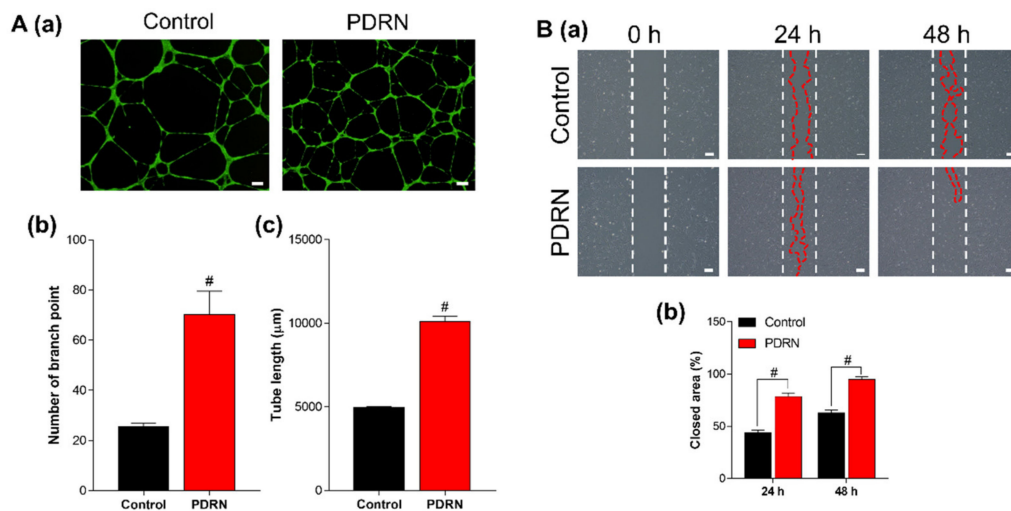 A (a)
Control
PDRN
(b)
Number of branch point
100
80
60
40
20
0
#
Control
PDRN
(c)
Tube length (μm)
15000
10000
5000
0
#
Control
PDRN
B (a)
0 h
24 h
48 h
Control
PDRN
(b)
Closed area (%)
150
100
50
0
Control
PDRN
#
#
24 h
48 h